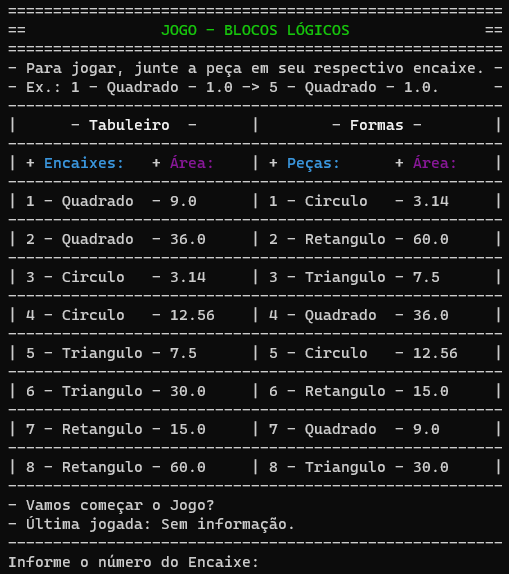 =======================================================
==               JOGO - BLOCOS LÓGICOS               ==
=======================================================
- Para jogar, junte a peça em seu respectivo encaixe. -
- Ex.: 1 - Quadrado - 1.0 -> 5 - Quadrado - 1.0.      -
-------------------------------------------------------
|      - Tabuleiro  -      |        - Formas -        |
-------------------------------------------------------
| + Encaixes:   + Área:    | + Peças:      + Área:    |
-------------------------------------------------------
| 1 - Quadrado  - 9.0      | 1 - Circulo   - 3.14     |
-------------------------------------------------------
| 2 - Quadrado  - 36.0     | 2 - Retangulo - 60.0     |
-------------------------------------------------------
| 3 - Circulo   - 3.14     | 3 - Triangulo - 7.5      |
-------------------------------------------------------
| 4 - Circulo   - 12.56    | 4 - Quadrado  - 36.0     |
-------------------------------------------------------
| 5 - Triangulo - 7.5      | 5 - Circulo   - 12.56    |
-------------------------------------------------------
| 6 - Triangulo - 30.0     | 6 - Retangulo - 15.0     |
-------------------------------------------------------
| 7 - Retangulo - 15.0     | 7 - Quadrado  - 9.0      |
-------------------------------------------------------
| 8 - Retangulo - 60.0     | 8 - Triangulo - 30.0     |
-------------------------------------------------------
- Vamos começar o Jogo?
- Última jogada: Sem informação.
-------------------------------------------------------
Informe o número do Encaixe: